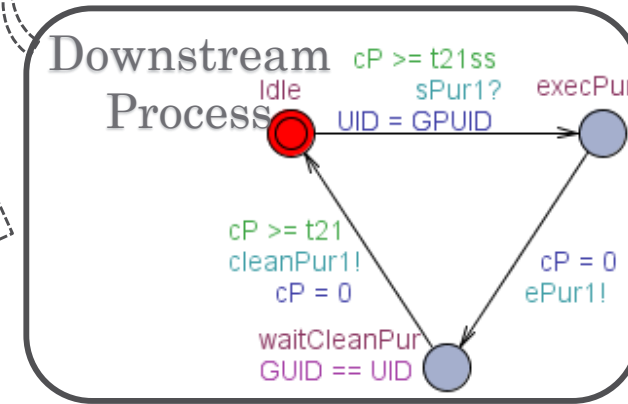 Downstream
Process
cP >= t21ss
Idle
sPur1?
execPur
UID = GPUID
cP >= t21
cleanPur1!
cP = 0
cP = 0
ePur1!
waitCleanPur
GUID == UID